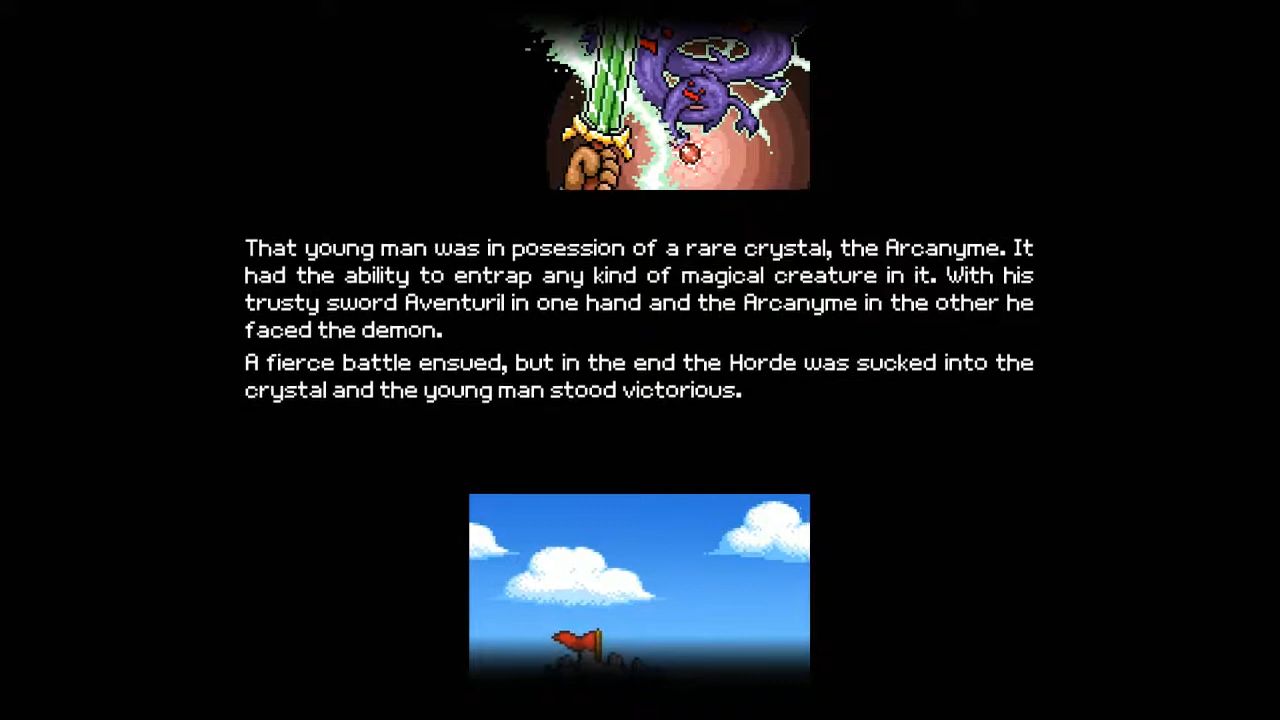 That young man was in posession of a rare crystal, the Arcanyme. It
had the ability to entrap any kind of magical creature in it. With his
trusty sword Aventuril in one hand and the Arcanyme in the other he
faced the demon.
A fierce battle ensued, but in the end the Horde was sucked into the
crystal and the young man stood victorious.